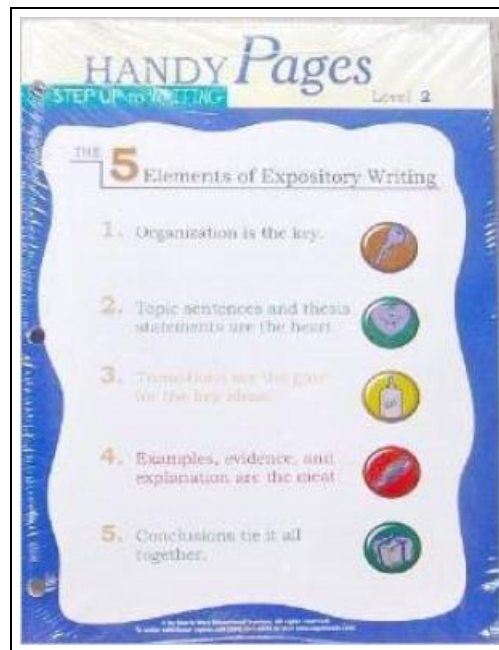 HANDY Pages
STEP UP to WRITING
Level 2
THE 5 Elements of Expository Writing
1. Organization is the key.
2. Topic sentences and thesis
statements are the heart
3. Transitions are the glue
for the key ideas.
4. Examples, evidence, and
explanation are the meat
5. Conclusions tie it all
together.